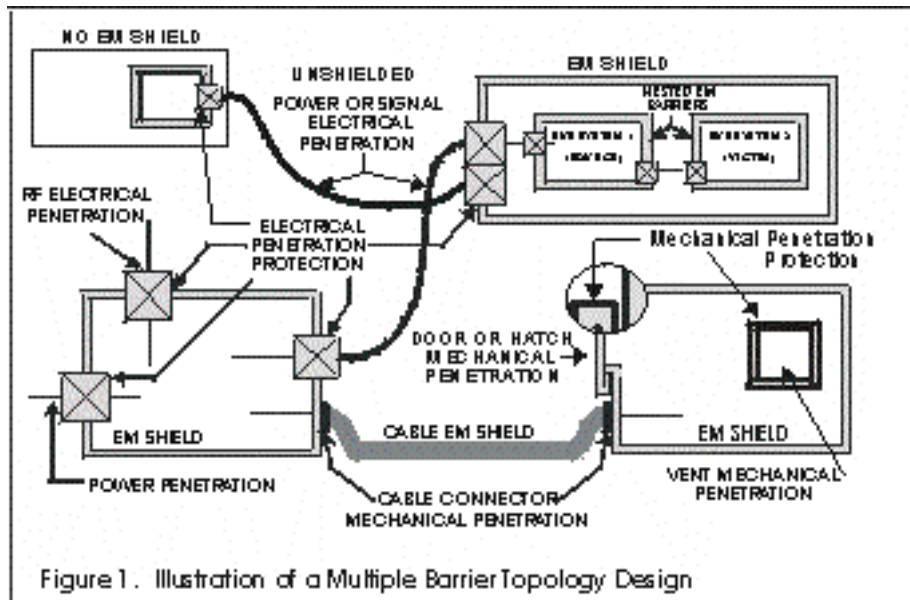 NO EM SHIELD
UNSHIELDED
POWER OR SIGNAL
ELECTRICAL
PENETRATION
EM SHIELD
NESTED EM
BARRIERS
(VICTIM)
RF ELECTRICAL
PENETRATION
ELECTRICAL
PENETRATION
PROTECTION
Mechanical Penetration
Protection
DOOR OR HATCH
MECHANICAL
PENETRATION
EM SHIELD
CABLE EM SHIELD
EM SHIELD
POWER PENETRATION
CABLE CONNECTOR
MECHANICAL PENETRATION
VENT MECHANICAL
PENETRATION
Figure 1. Illustration of a Multiple Barrier Topology Design